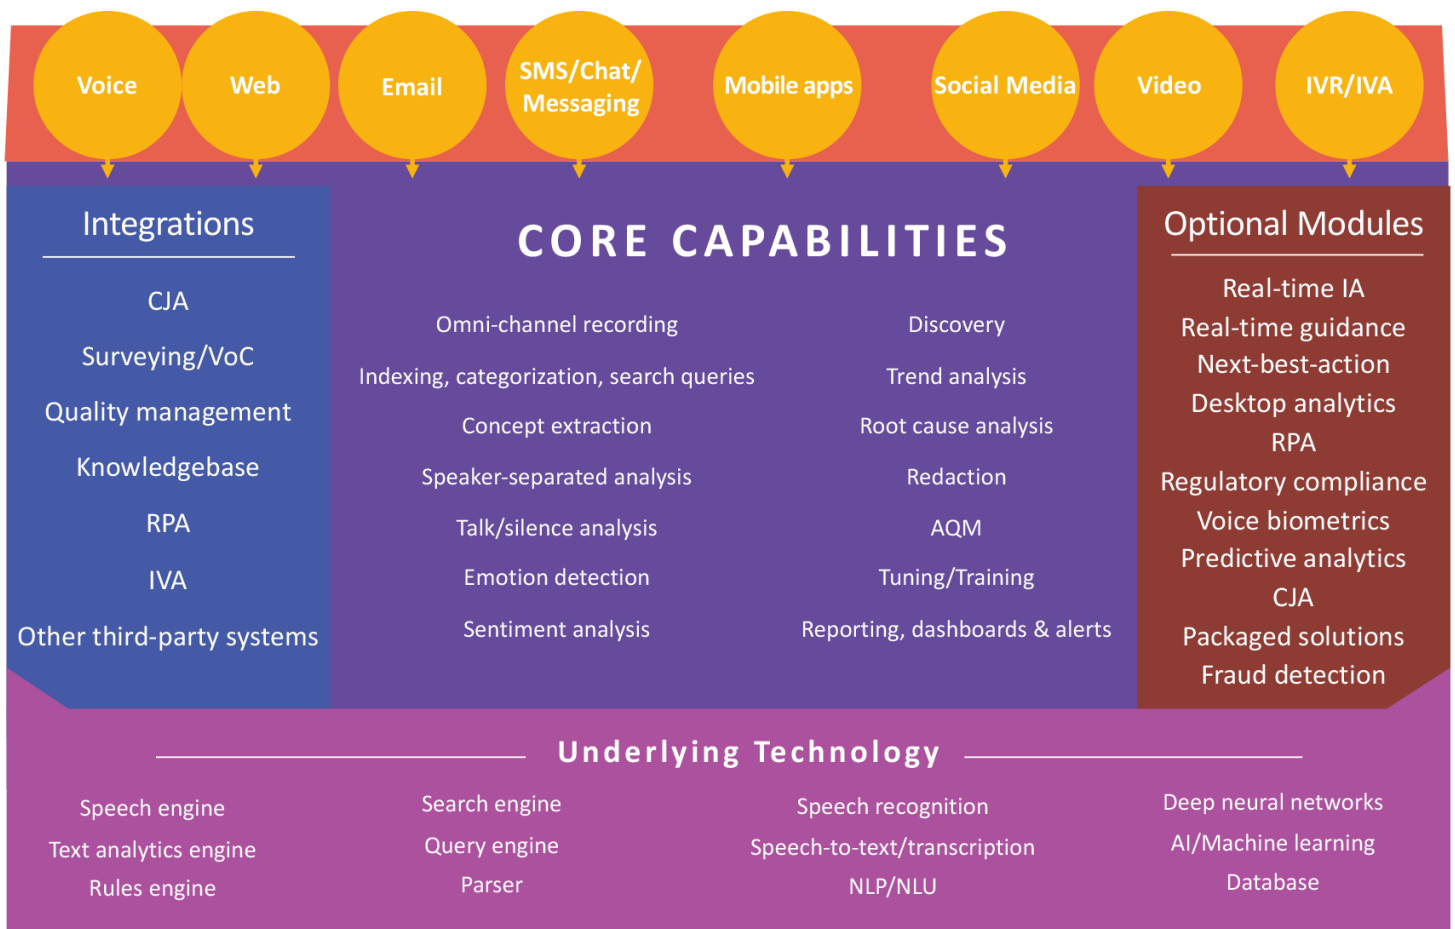 Voice
Web
Email
SMS/Chat/
Messaging
Mobile apps
Social Media
Video
IVR/IVA
Integrations
CJA
Surveying/VoC
Quality management
Knowledgebase
RPA
IVA
Other third-party systems
CORE CAPABILITIES
Omni-channel recording
Indexing, categorization, search queries
Concept extraction
Speaker-separated analysis
Talk/silence analysis
Emotion detection
Sentiment analysis
Discovery
Trend analysis
Root cause analysis
Redaction
AQM
Tuning/Training
Reporting, dashboards & alerts
Optional Modules
Real-time IA
Real-time guidance
Next-best-action
Desktop analytics
RPA
Regulatory compliance
Voice biometrics
Predictive analytics
CJA
Packaged solutions
Fraud detection
Underlying Technology
Speech engine
Text analytics engine
Rules engine
Search engine
Query engine
Parser
Speech recognition
Speech-to-text/transcription
NLP/NLU
Deep neural networks
AI/Machine learning
Database